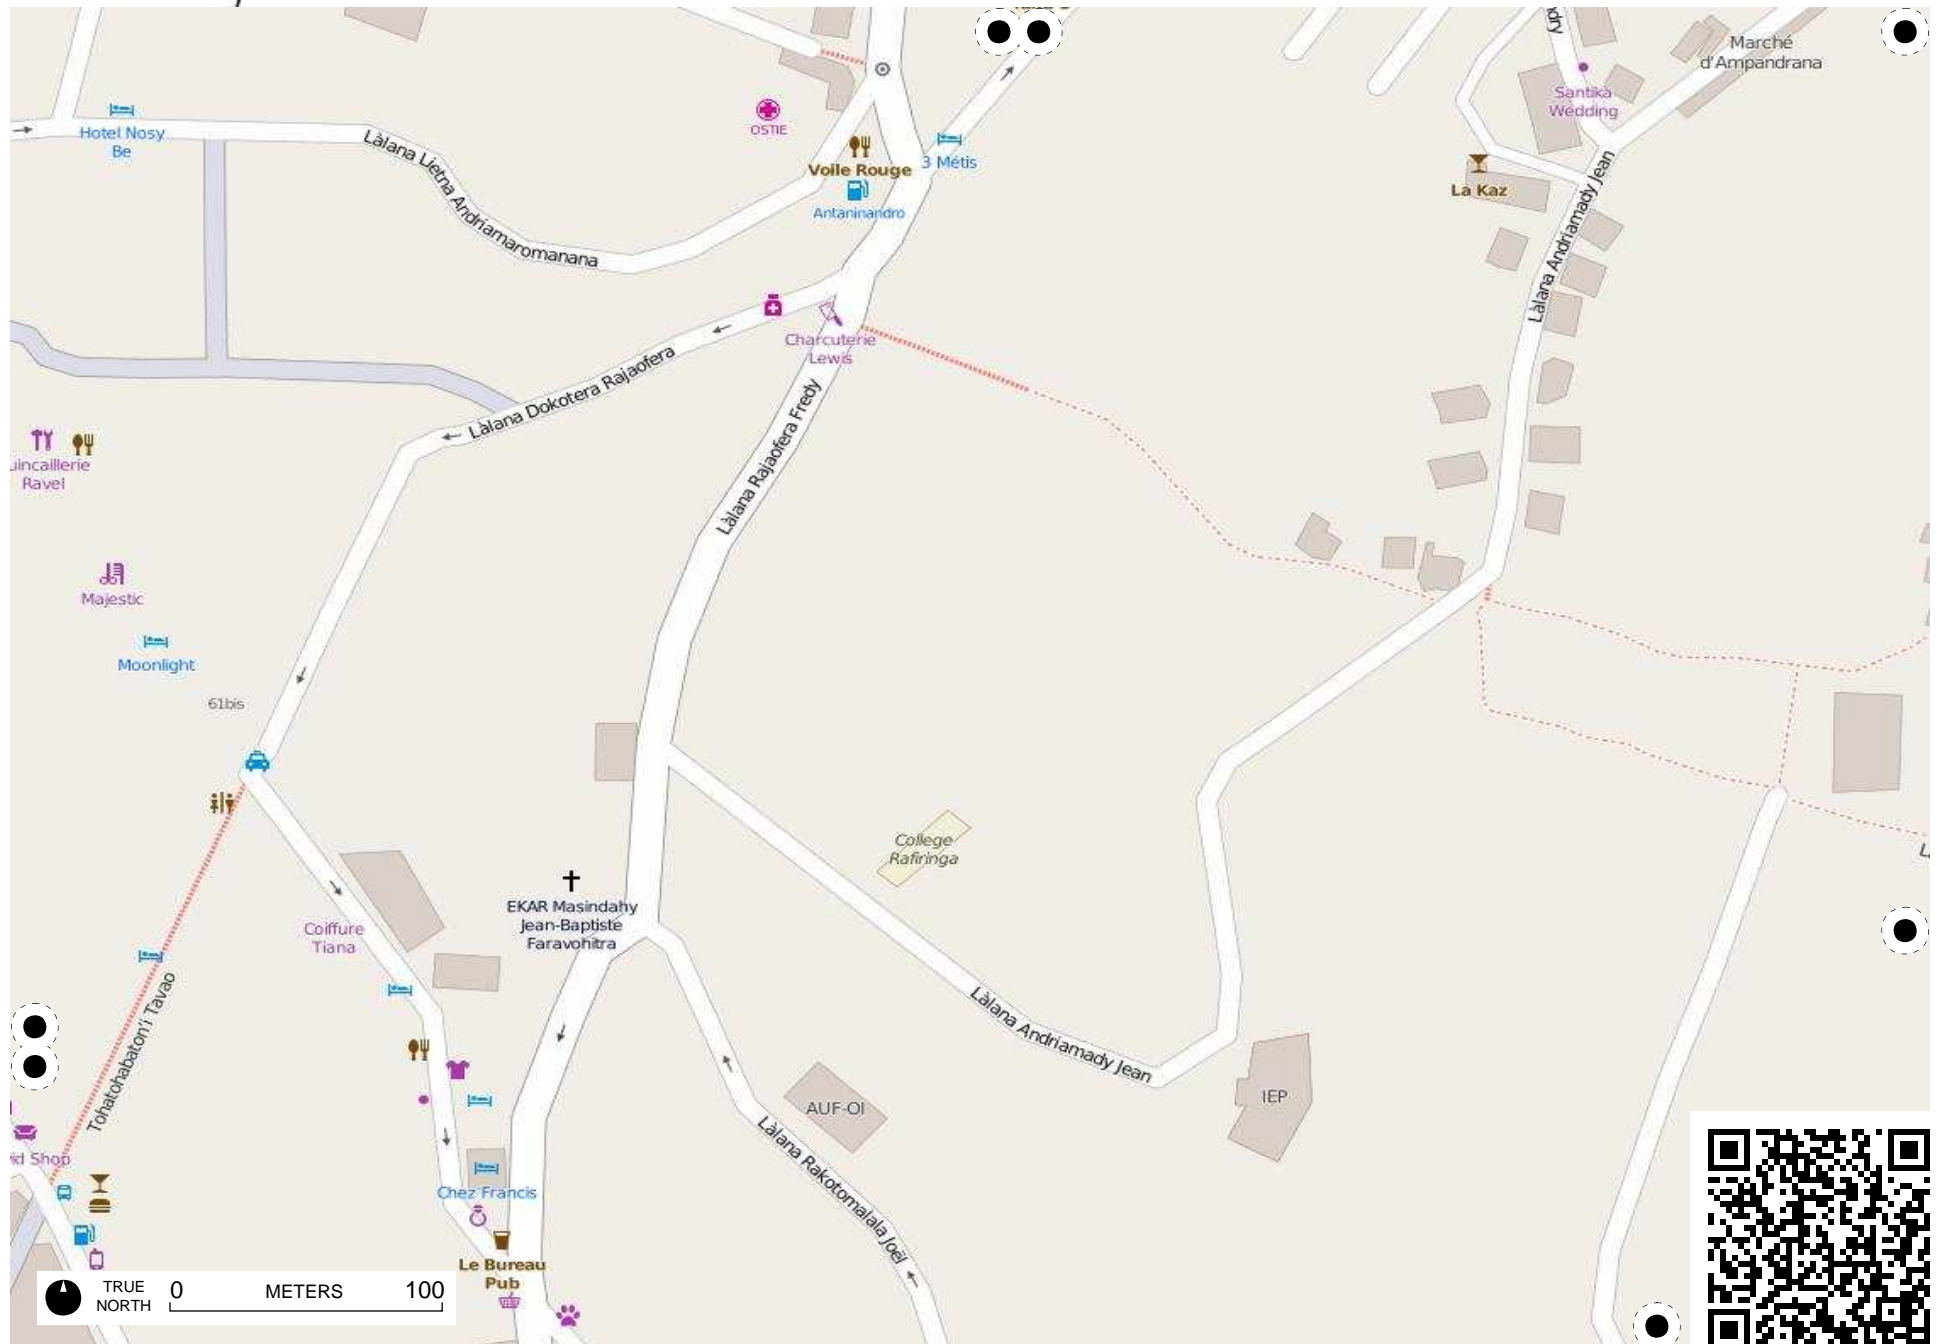 Marché
d'Ampandrana
Santika
Wedding
OSTIE
Hotel Nosy
Be
Làlana Lietna Andriamaromanana
Voile Rouge
3 Métis
Antaninandro
La Kaz
Làlana Andriamady Jean
Charcuterie
Lewis
Làlana Dokotera Rajaofera
Làlana Rajaofera Fredy
Ravel
Majestic
Moonlight
61bis
College
Rafiringa
EKAR Masindahy
Jean-Baptiste
Faravohitra
Coiffure
Tiana
Tohatohabaton'i Tavao
Làlana Andriamady Jean
IEP
AUF-OI
Làlana Rakotomalala Joël
Shop
Chez Francis
Le Bureau
Pub
TRUE
NORTH
0 METERS 100